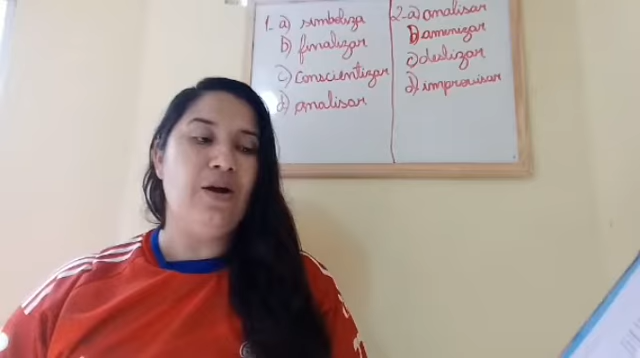 1- a) simboliza
b) finalizar
c) conscientizar
d) analisar
2- a) analisar
b) amenizar
c) deslizar
d) improvisar